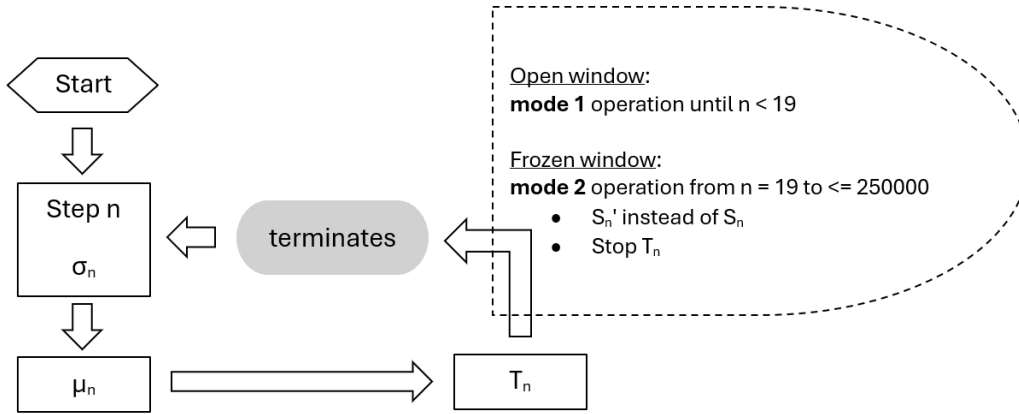 Start
Step n
σₙ
μₙ
Tₙ
terminates
Open window:
mode 1 operation until n < 19
Frozen window:
mode 2 operation from n = 19 to <= 250000
● Sₙ' instead of Sₙ
● Stop Tₙ